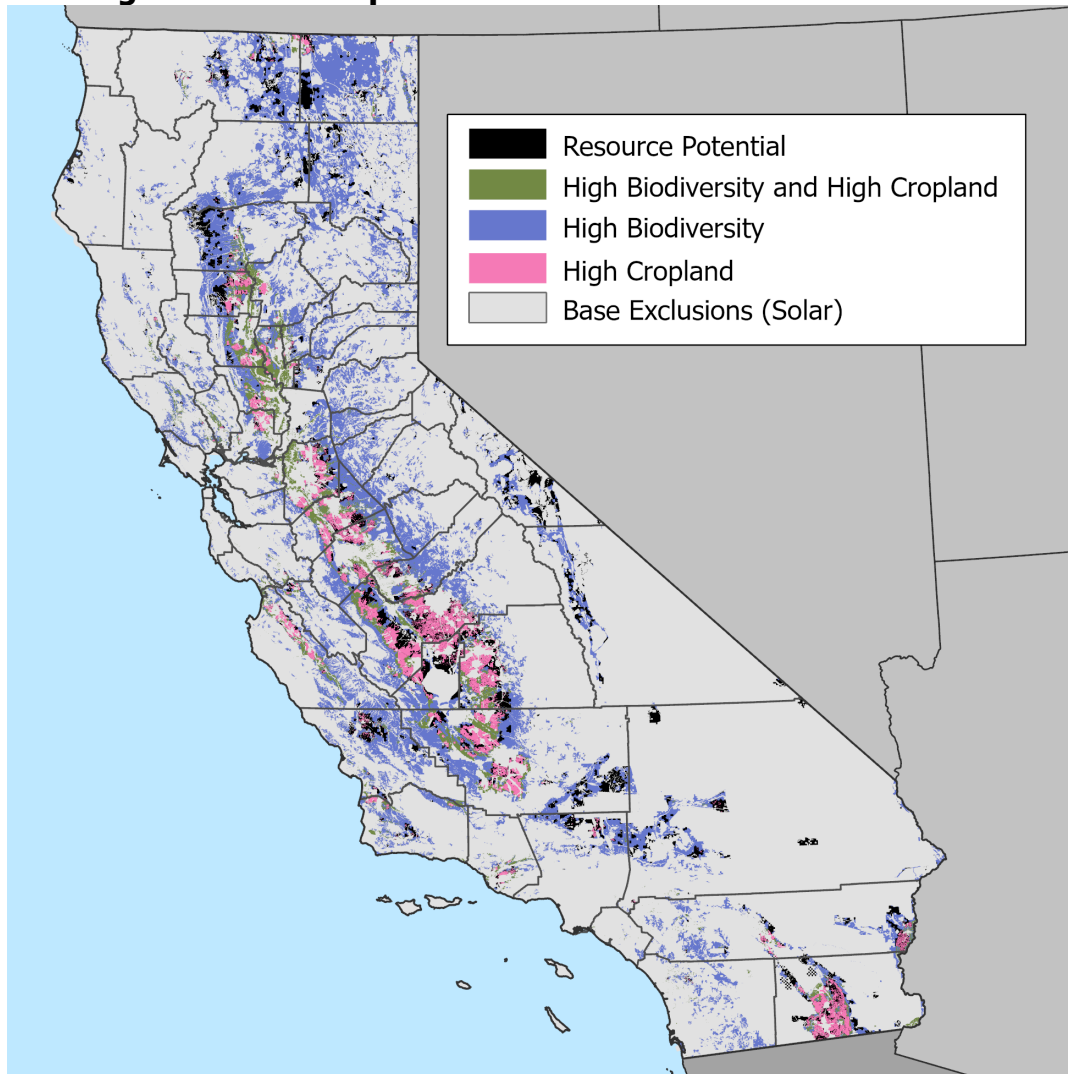 Resource Potential
High Biodiversity and High Cropland
High Biodiversity
High Cropland
Base Exclusions (Solar)